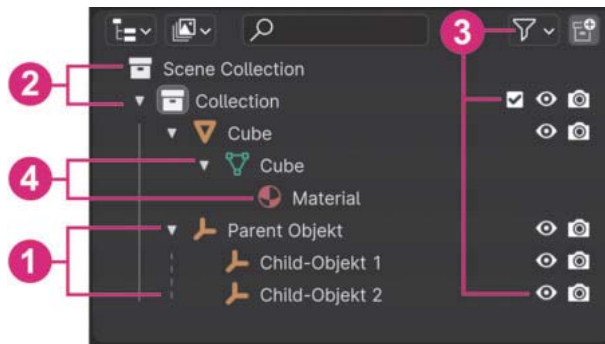 3
2
Scene Collection
Collection
Cube
4
Cube
Material
1
Parent Objekt
Child-Objekt 1
Child-Objekt 2